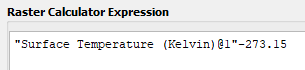 Raster Calculator Expression
"Surface Temperature (Kelvin)@1"-273.15